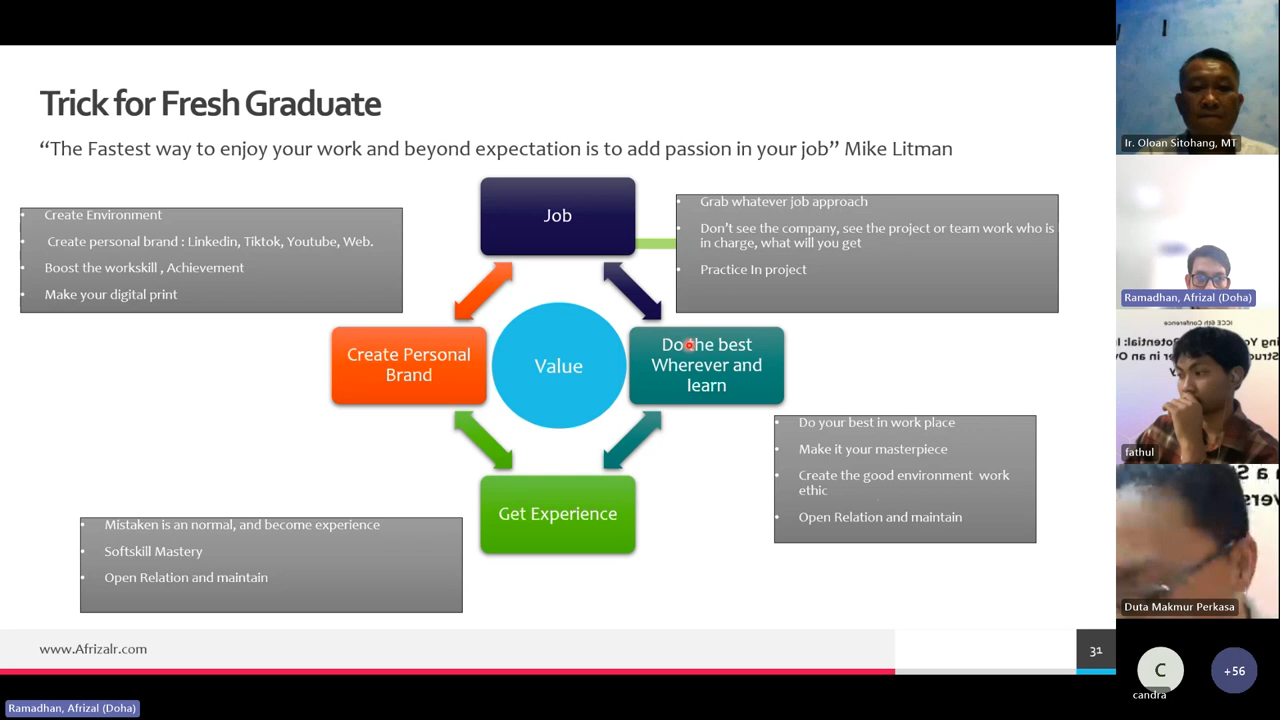 Trick for Fresh Graduate
“The Fastest way to enjoy your work and beyond expectation is to add passion in your job” Mike Litman
Create Environment
Create personal brand : Linkedin, Tiktok, Youtube, Web.
Boost the workskill , Achievement
Make your digital print
Job
Grab whatever job approach
Don’t see the company, see the project or team work who is
in charge, what will you get
Practice In project
Create Personal
Brand
Value
Do the best
Wherever and
learn
Do your best in work place
Make it your masterpiece
Create the good environment work
ethic
Open Relation and maintain
Get Experience
Mistaken is an normal, and become experience
Softskill Mastery
Open Relation and maintain
www.Afrizalr.com
31
Ramadhan, Afrizal (Doha)
Ir. Oloan Sitohang, MT
Ramadhan, Afrizal (Doha)
ICCE 6th Conference
fathul
Duta Makmur Perkasa
C
candra
+56